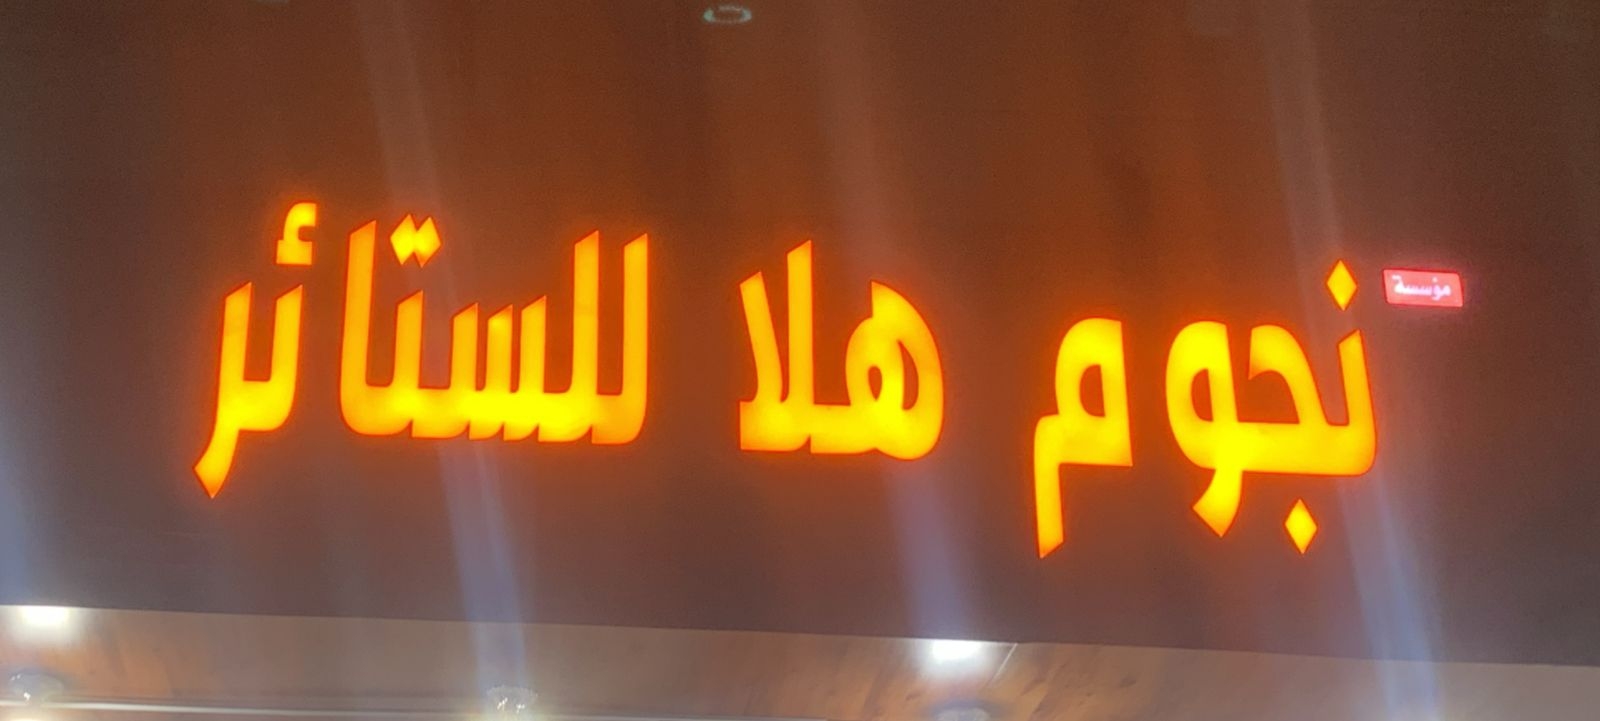 مؤسسة
نجوم هلا للستائر